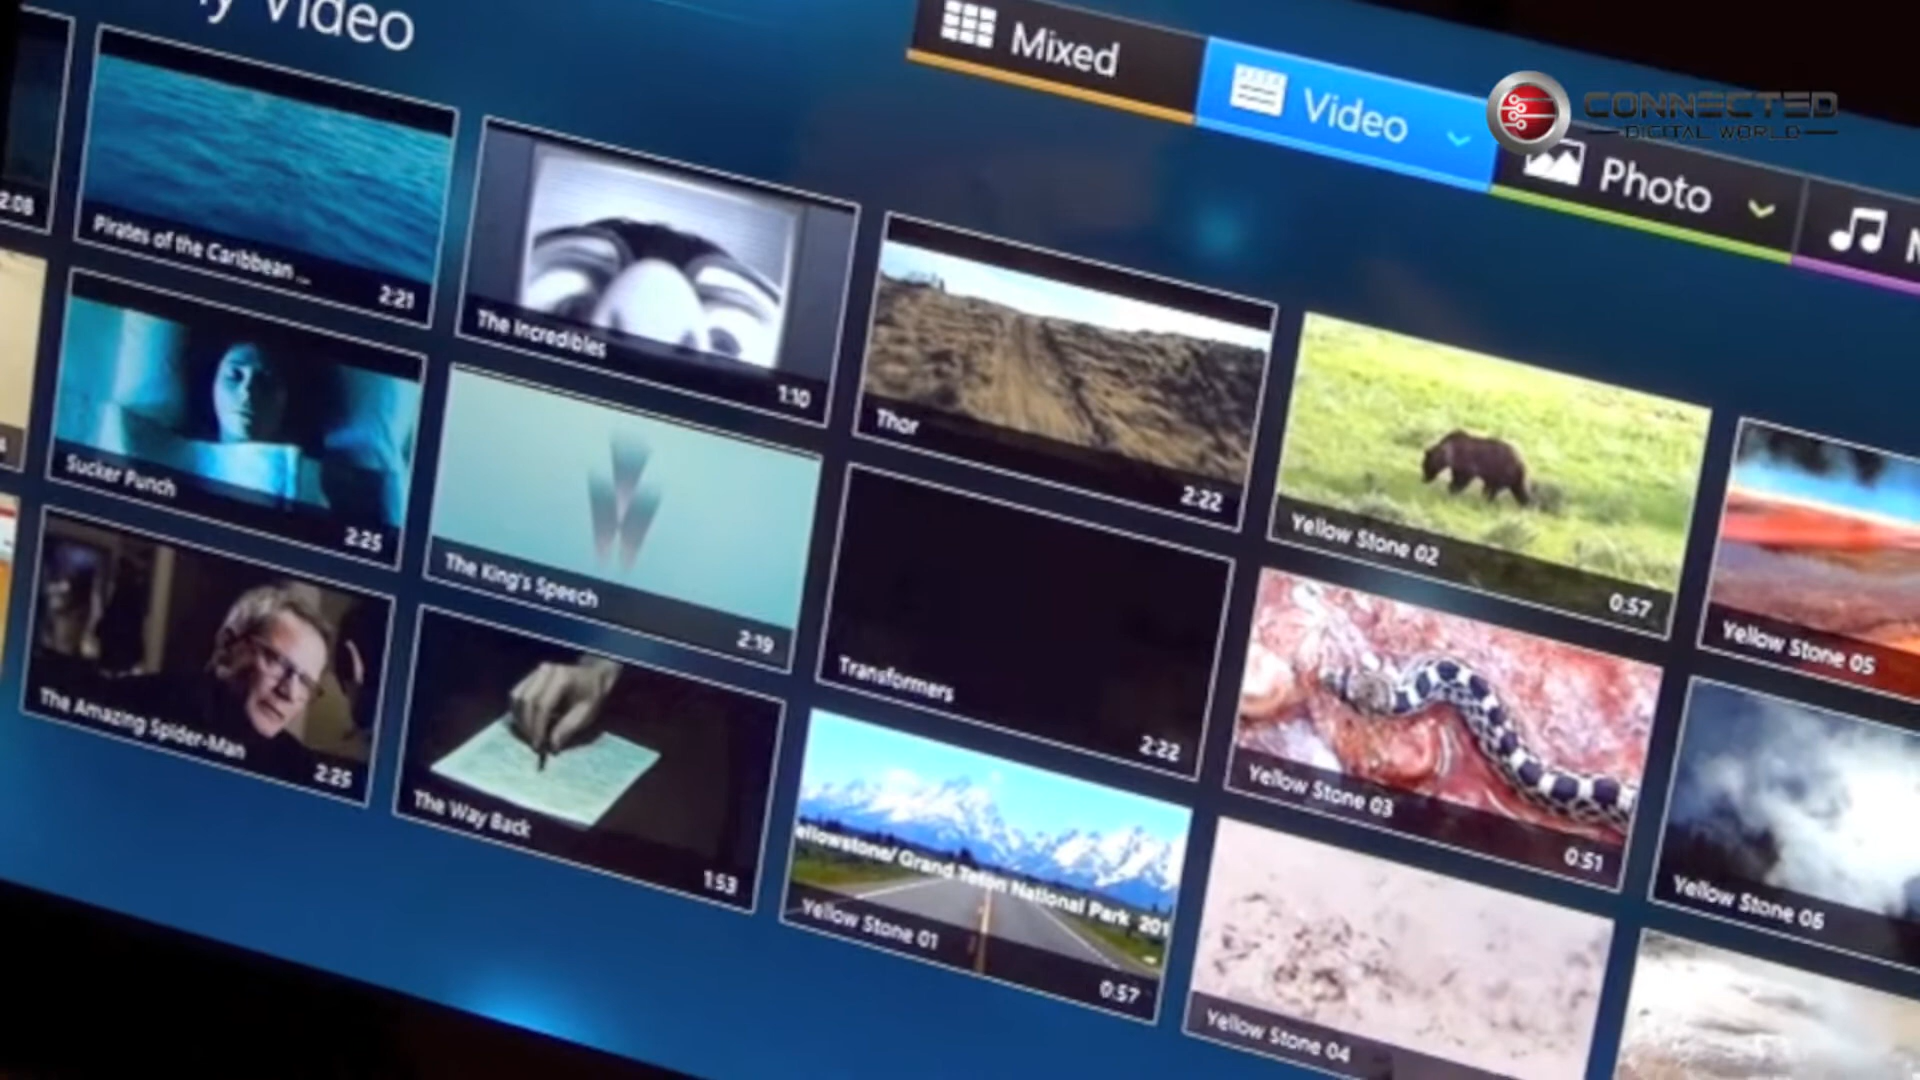 Video
Mixed
Video
Photo
CONNECTED
DIGITAL WORLD
2:08
Pirates of the Caribbean ...
2:21
The Incredibles
1:10
Thor
2:22
Yellow Stone 02
0:57
Yellow Stone 05
Sucker Punch
2:25
The King's Speech
2:19
Transformers
2:22
Yellow Stone 03
0:51
Yellow Stone 06
The Amazing Spider-Man
2:25
The Way Back
1:53
ellowstone/ Grand Teton National Park 201
Yellow Stone 01
0:57
Yellow Stone 04